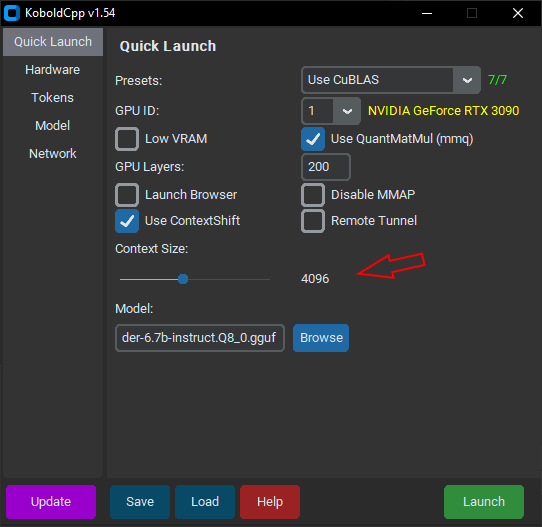 KoboldCpp v1.54
Quick Launch
Hardware
Tokens
Model
Network
Quick Launch
Presets: Use CuBLAS 7/7
GPU ID: 1 NVIDIA GeForce RTX 3090
Low VRAM Use QuantMatMul (mmq)
GPU Layers: 200
Launch Browser Disable MMAP
Use ContextShift Remote Tunnel
Context Size:
4096
Model:
der-6.7b-instruct.Q8_0.gguf Browse
Update Save Load Help Launch